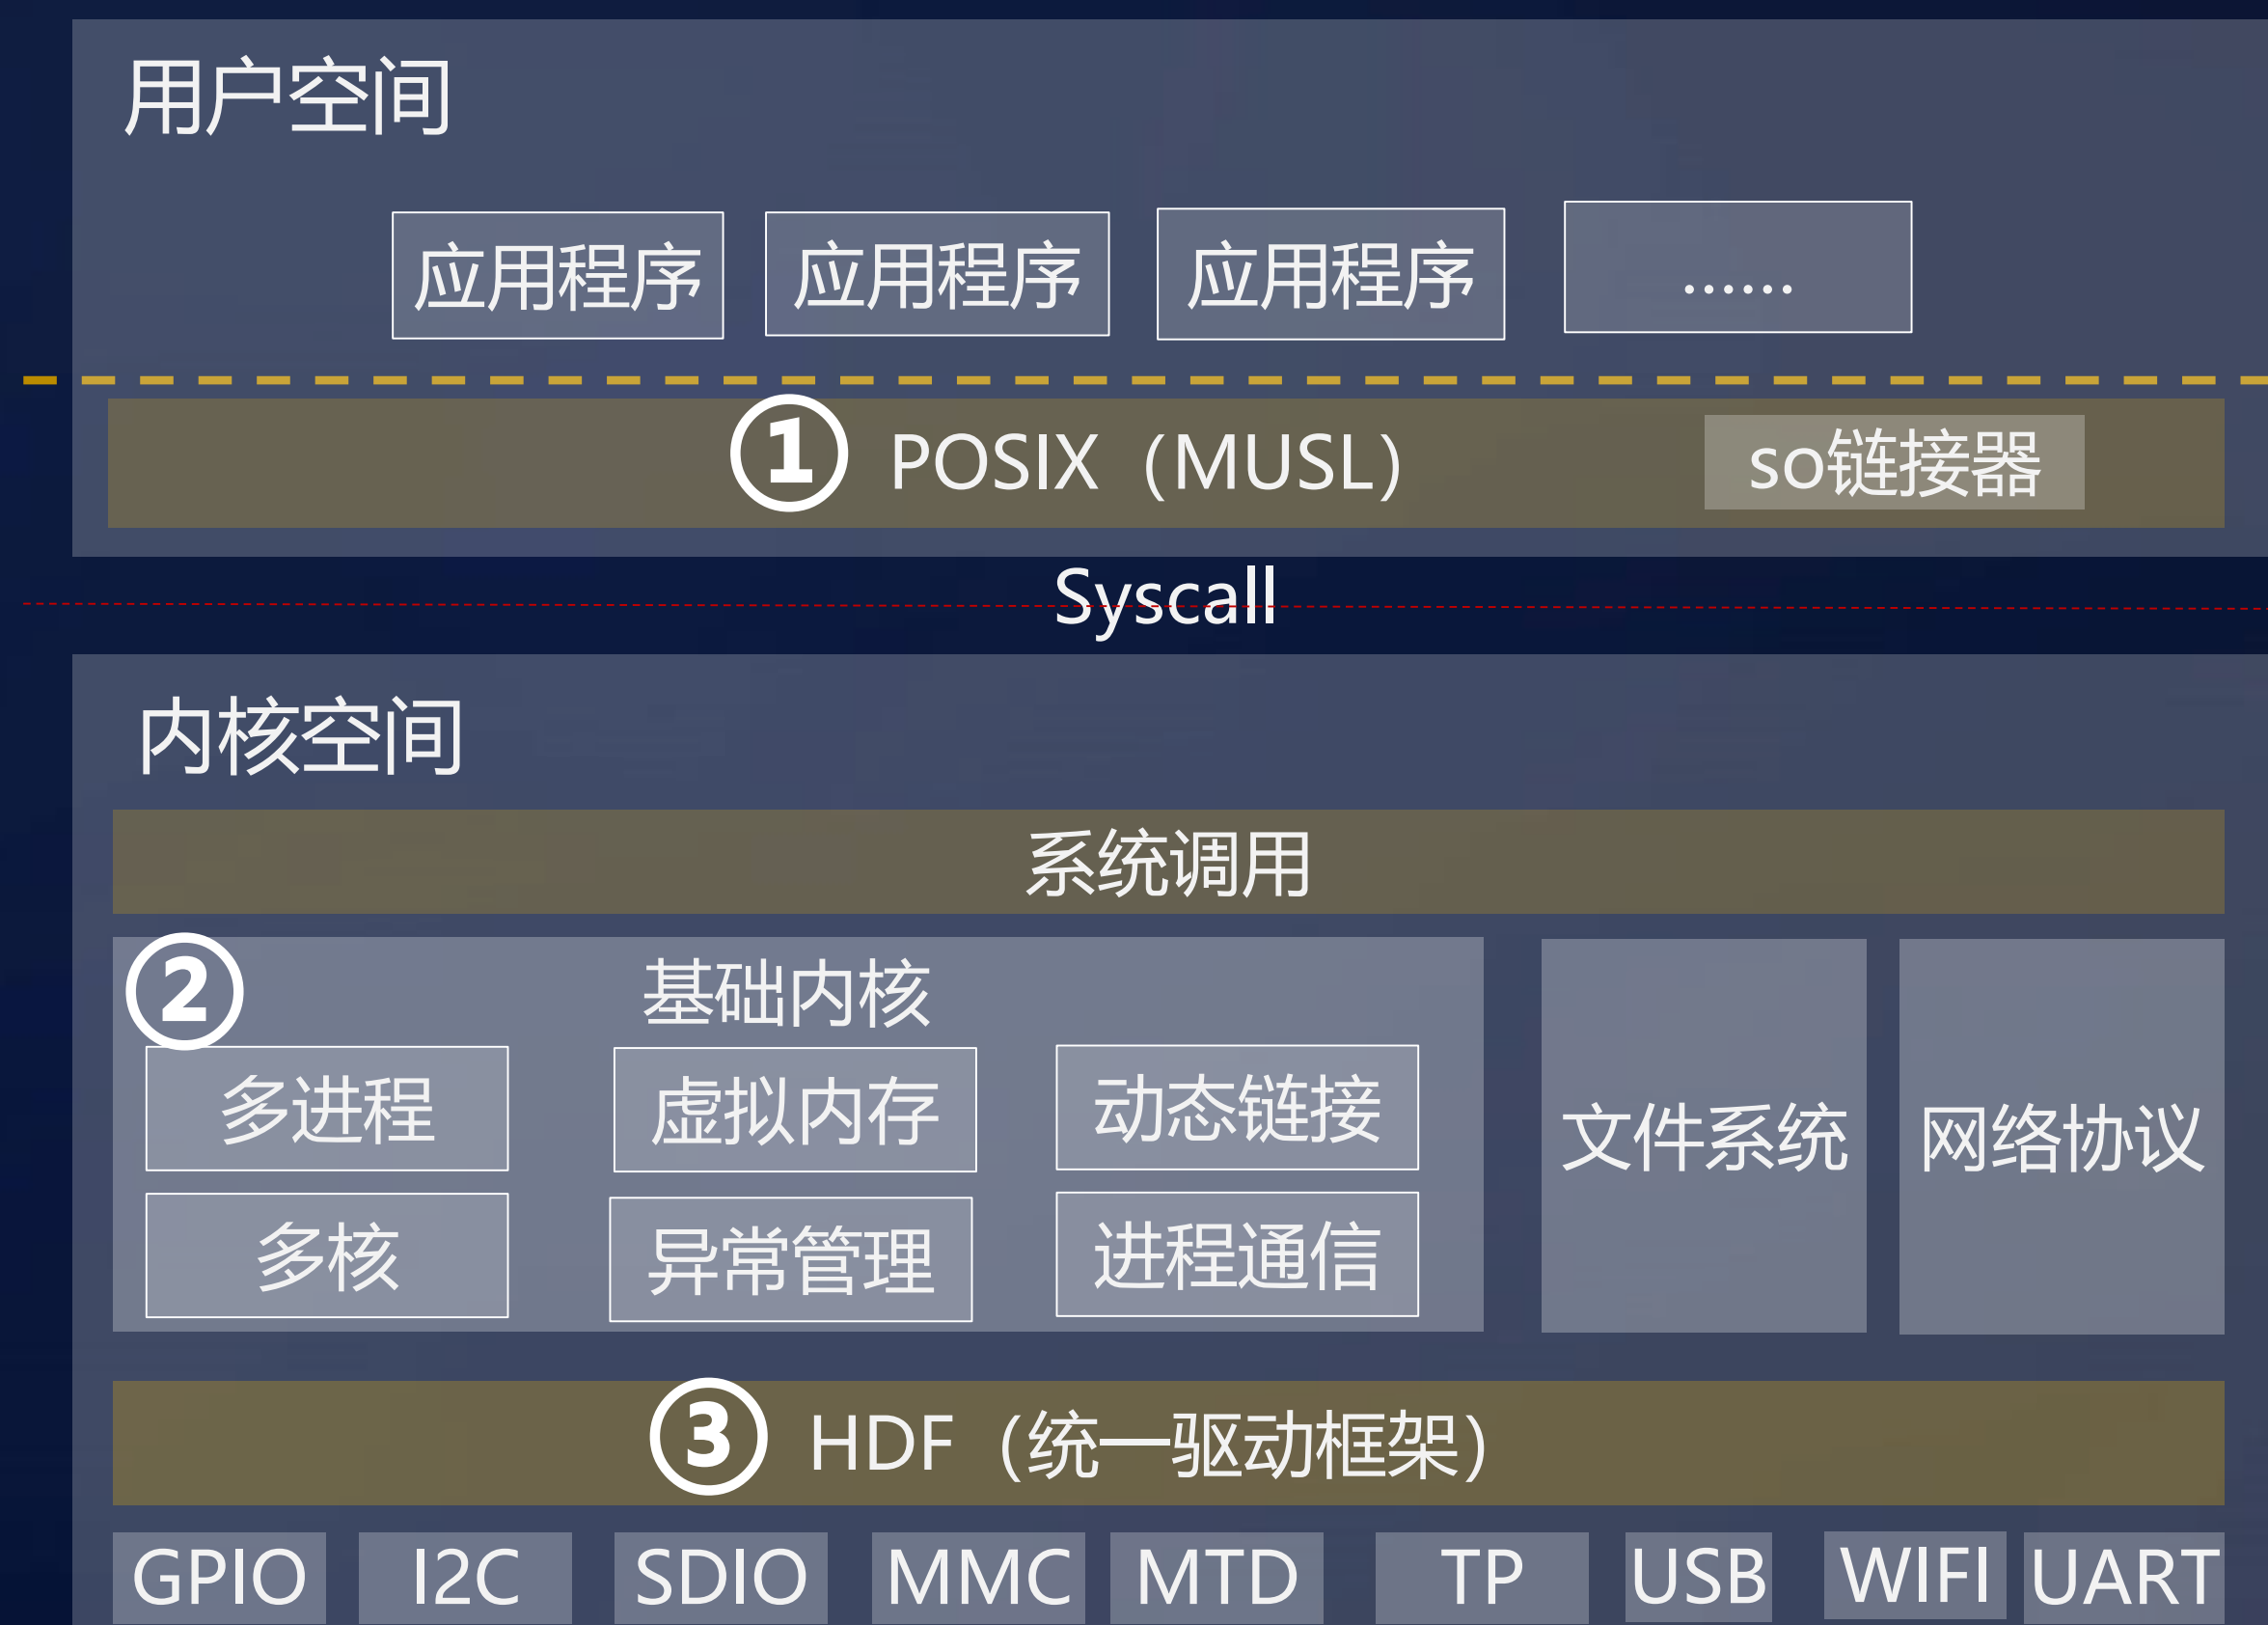 用户空间
应用程序
应用程序
应用程序
……
① POSIX（MUSL）
so链接器
Syscall
内核空间
系统调用
②
基础内核
多进程
虚拟内存
动态链接
多核
异常管理
进程通信
文件系统
网络协议
③ HDF（统一驱动框架）
GPIO
I2C
SDIO
MMC
MTD
TP
USB
WIFI
UART